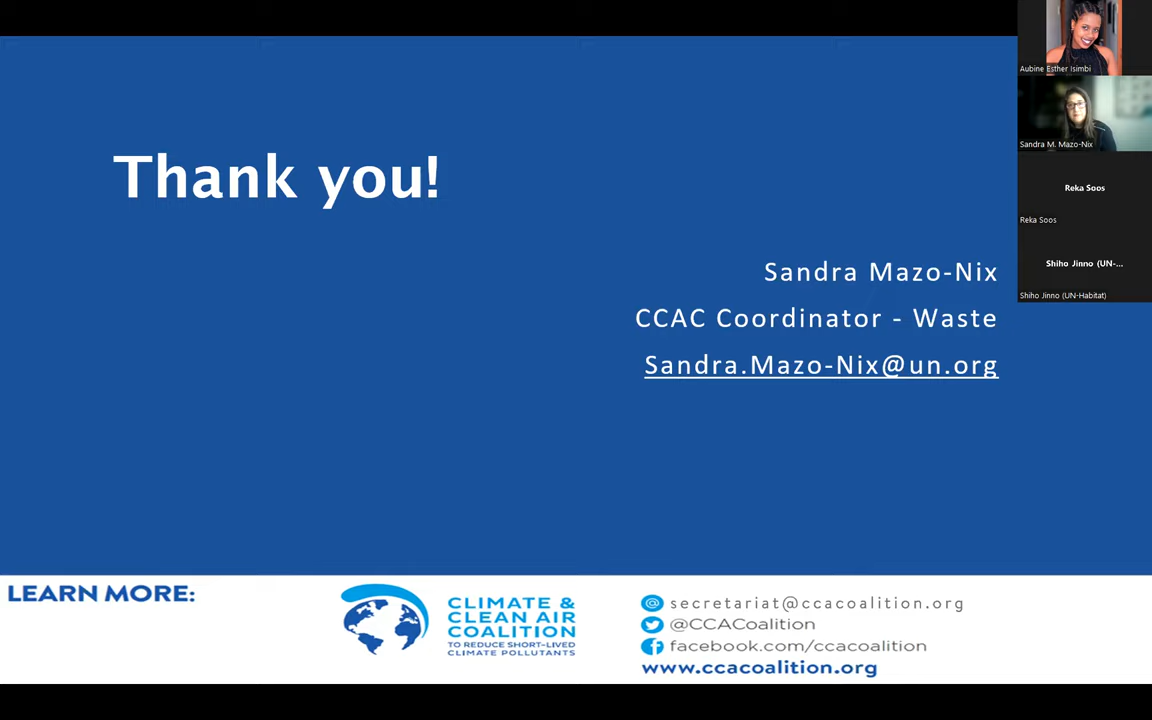 Thank you!
Sandra Mazo-Nix
CCAC Coordinator - Waste
Sandra.Mazo-Nix@un.org
LEARN MORE:
CLIMATE &
CLEAN AIR
COALITION
TO REDUCE SHORT-LIVED
CLIMATE POLLUTANTS
secretariat@ccacoalition.org
@CCACoalition
facebook.com/ccacoalition
www.ccacoalition.org
Aubine Esther Isimbi
Sandra M. Mazo-Nix
Reka Soos
Reka Soos
Shiho Jinno (UN-...
Shiho Jinno (UN-Habitat)